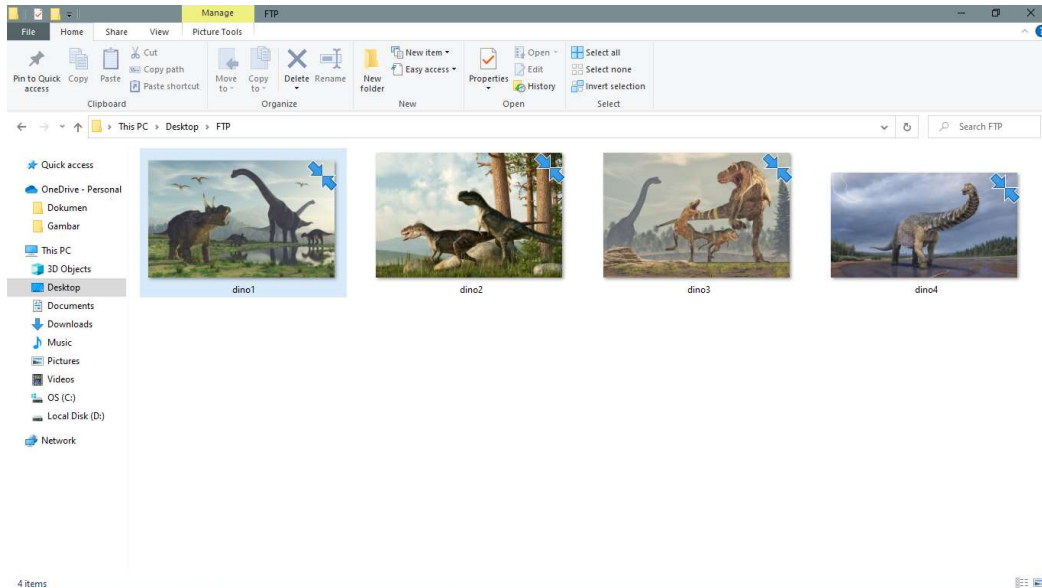 Manage FTP
File Home Share View Picture Tools
Pin to Quick access
Copy
Paste
Cut
Copy path
Paste shortcut
Clipboard
Move to
Copy to
Delete
Rename
Organize
New folder
New item
Easy access
New
Properties
Open
Edit
History
Open
Select all
Select none
Invert selection
Select
This PC > Desktop > FTP
Search FTP
Quick access
OneDrive - Personal
Dokumen
Gambar
This PC
3D Objects
Desktop
Documents
Downloads
Music
Pictures
Videos
OS (C:)
Local Disk (D:)
Network
dino1 dino2 dino3 dino4
4 items